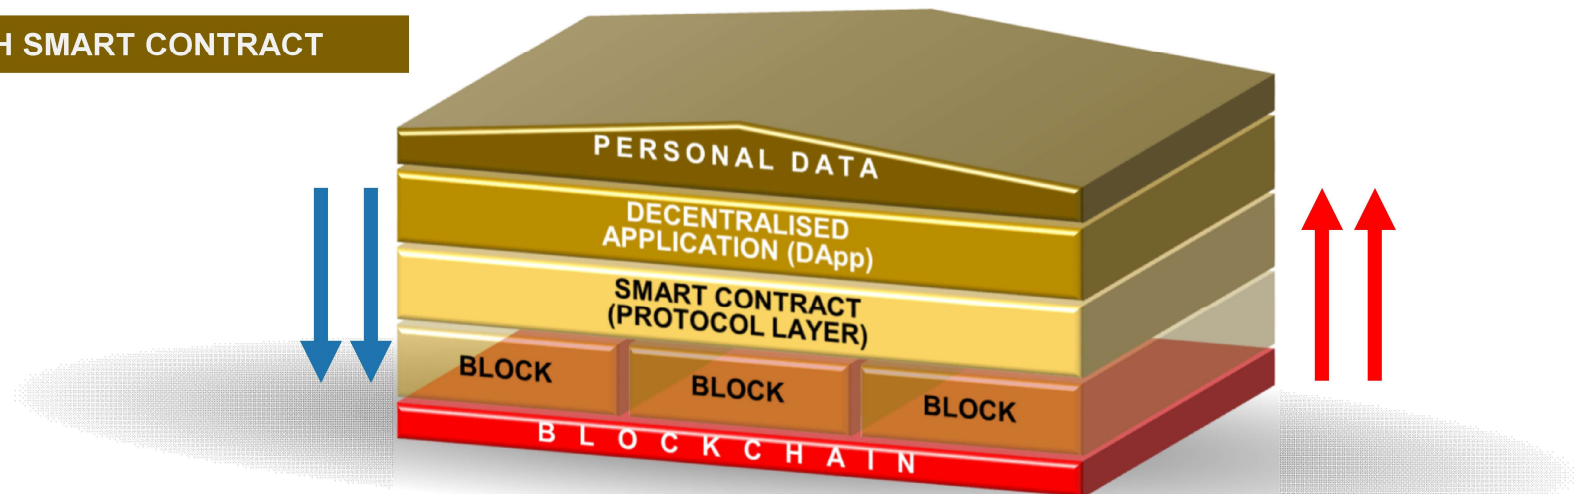 H SMART CONTRACT
PERSONAL DATA
DECENTRALISED
APPLICATION (DApp)
SMART CONTRACT
(PROTOCOL LAYER)
BLOCK
BLOCK
BLOCK
BLOCKCHAIN